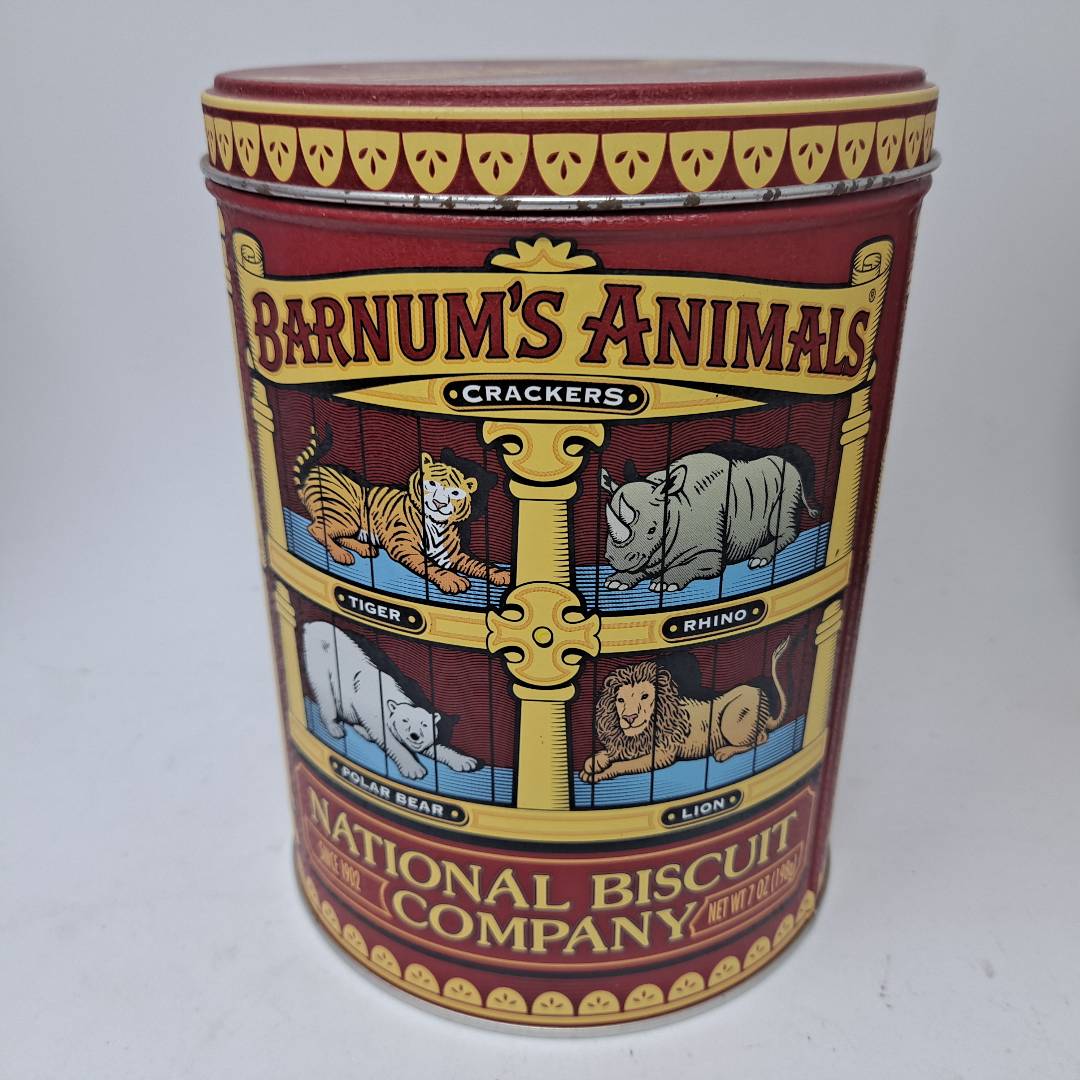 BARNUM'S ANIMALS®
CRACKERS
TIGER
RHINO
POLAR BEAR
LION
NATIONAL BISCUIT
COMPANY
SINCE 1902
NET WT 7 OZ (198g)